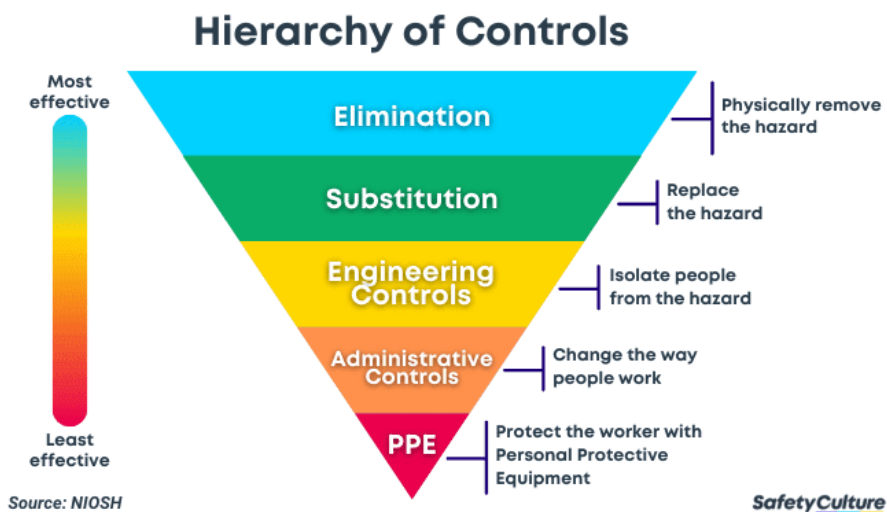 Hierarchy of Controls
Most
effective
Elimination
Physically remove
the hazard
Substitution
Replace
the hazard
Engineering
Controls
Isolate people
from the hazard
Administrative
Controls
Change the way
people work
PPE
Protect the worker with
Personal Protective
Equipment
Least
effective
Source: NIOSH
SafetyCulture